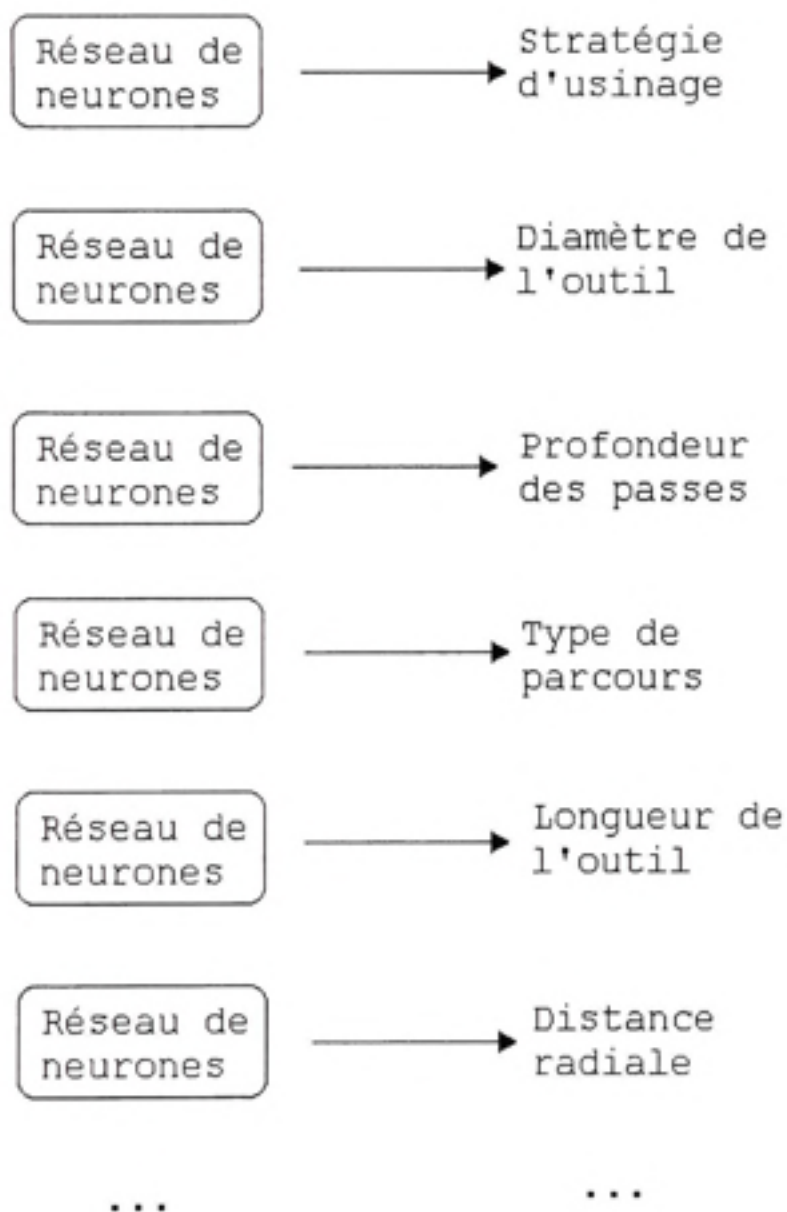 Réseau de
neurones
Stratégie
d'usinage
Réseau de
neurones
Diamètre de
l'outil
Réseau de
neurones
Profondeur
des passes
Réseau de
neurones
Type de
parcours
Réseau de
neurones
Longueur de
l'outil
Réseau de
neurones
Distance
radiale
...
...